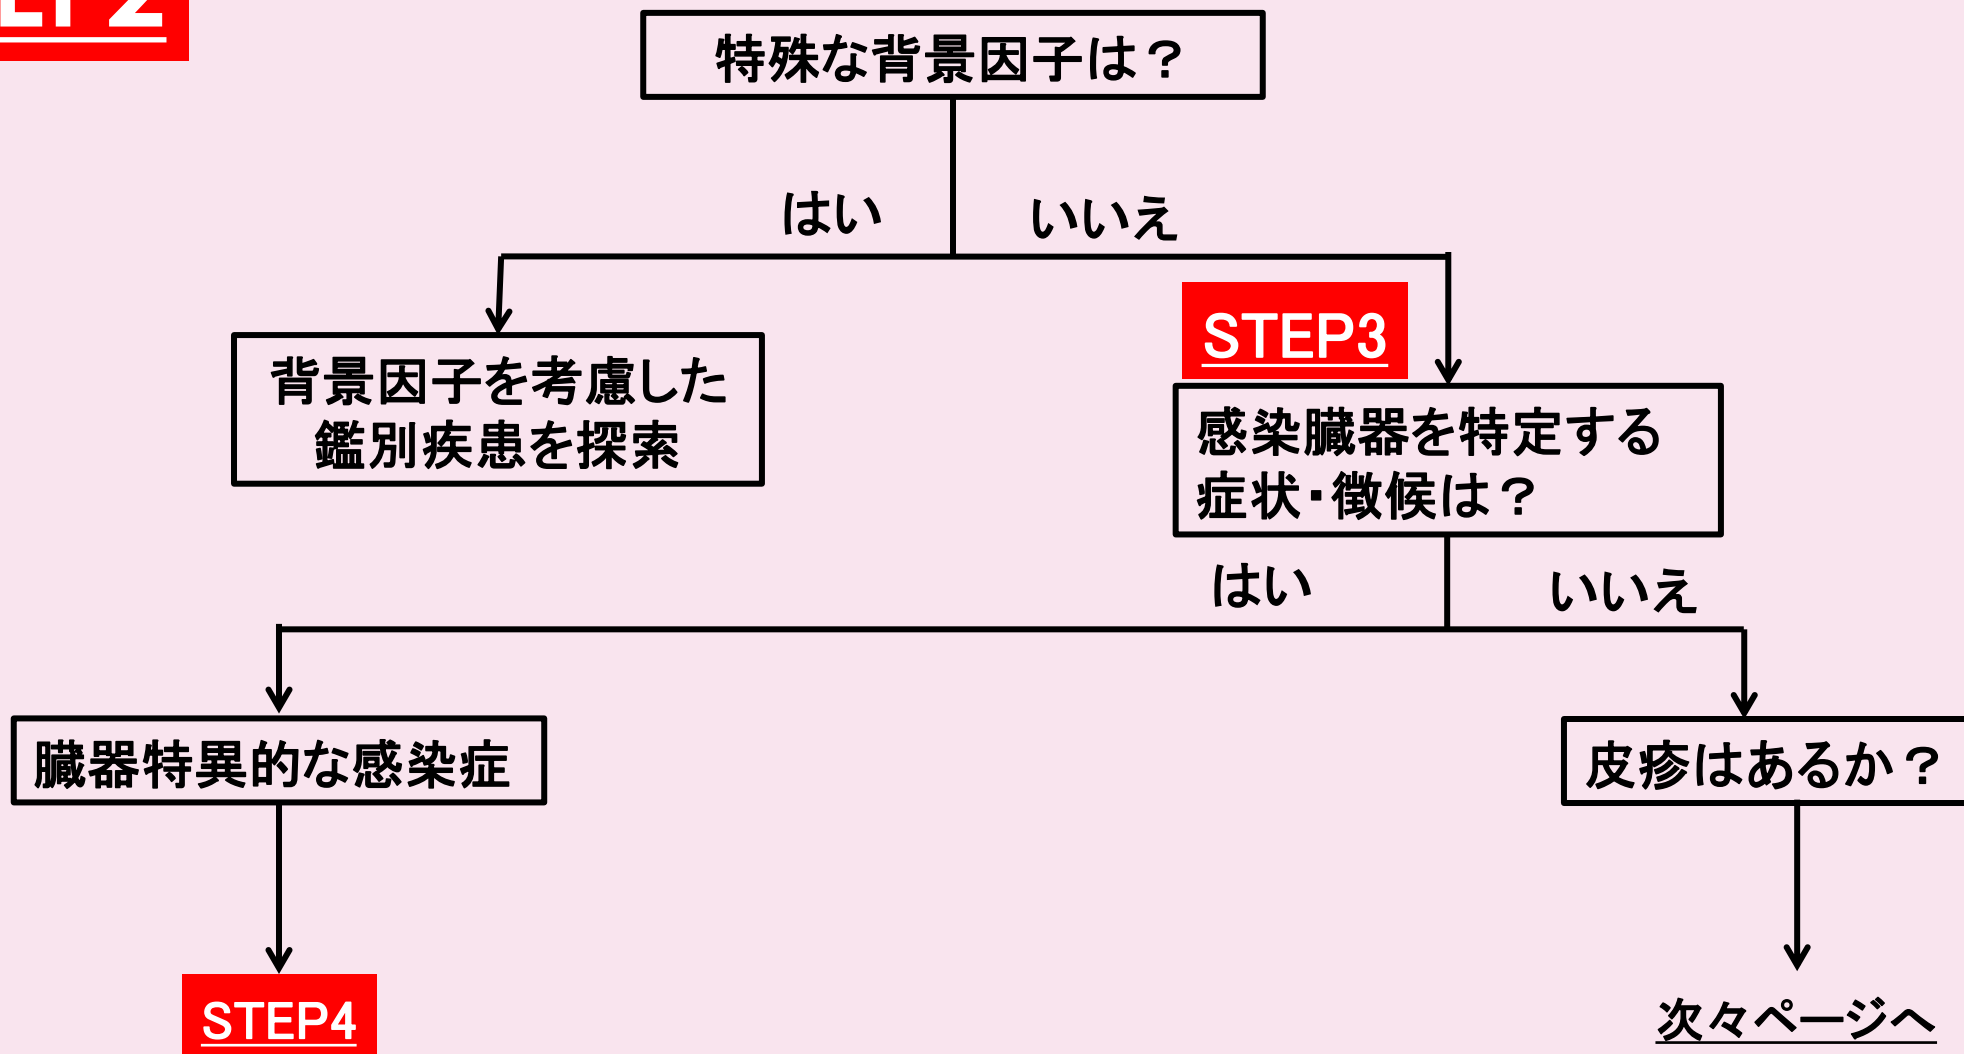 特殊な背景因子は？
はい
いいえ
STEP3
背景因子を考慮した
鑑別疾患を探索
感染臓器を特定する
症状・徴候は？
はい
いいえ
臓器特異的な感染症
皮疹はあるか？
STEP4
次々ページへ